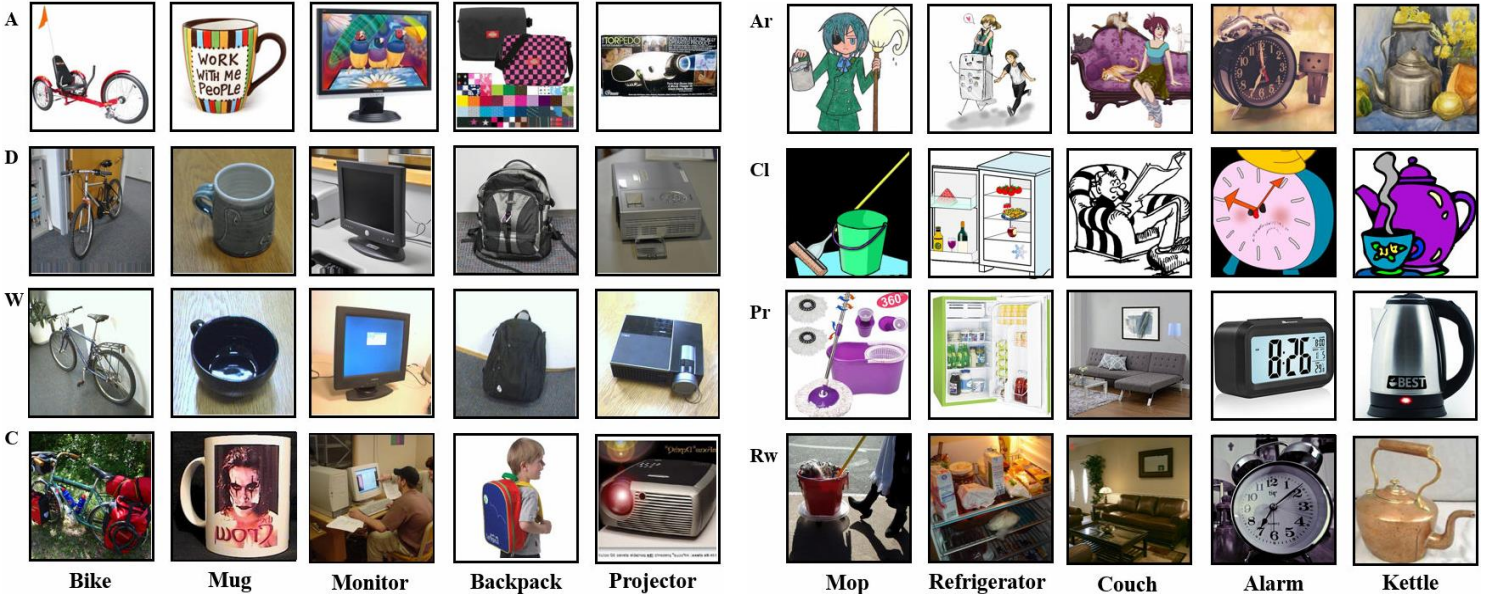 A
WORK
WITH ME
PEOPLE
TORPEDO
Ar
D
Cl
W
Pr
360°
8:26
BEST
C
Rw
Bike
Mug
Monitor
Backpack
Projector
Mop
Refrigerator
Couch
Alarm
Kettle